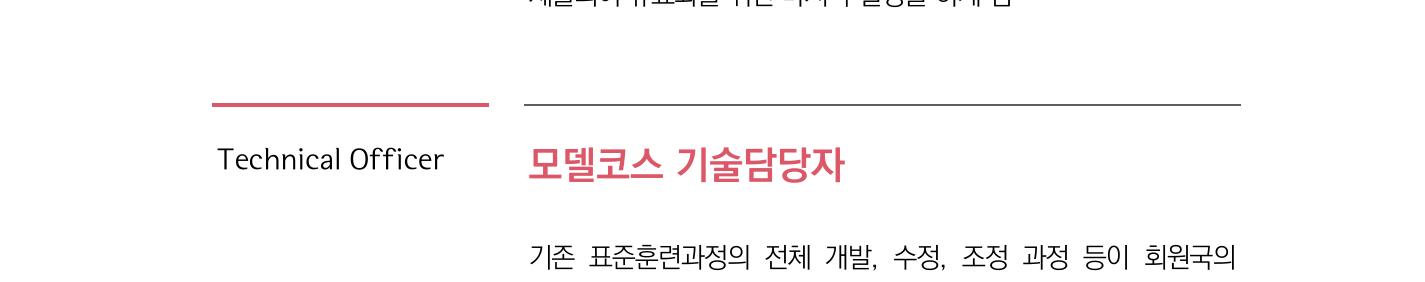 Technical Officer
모델코스 기술담당자
기존 표준훈련과정의 전체 개발, 수정, 조정 과정 등이 회원국의